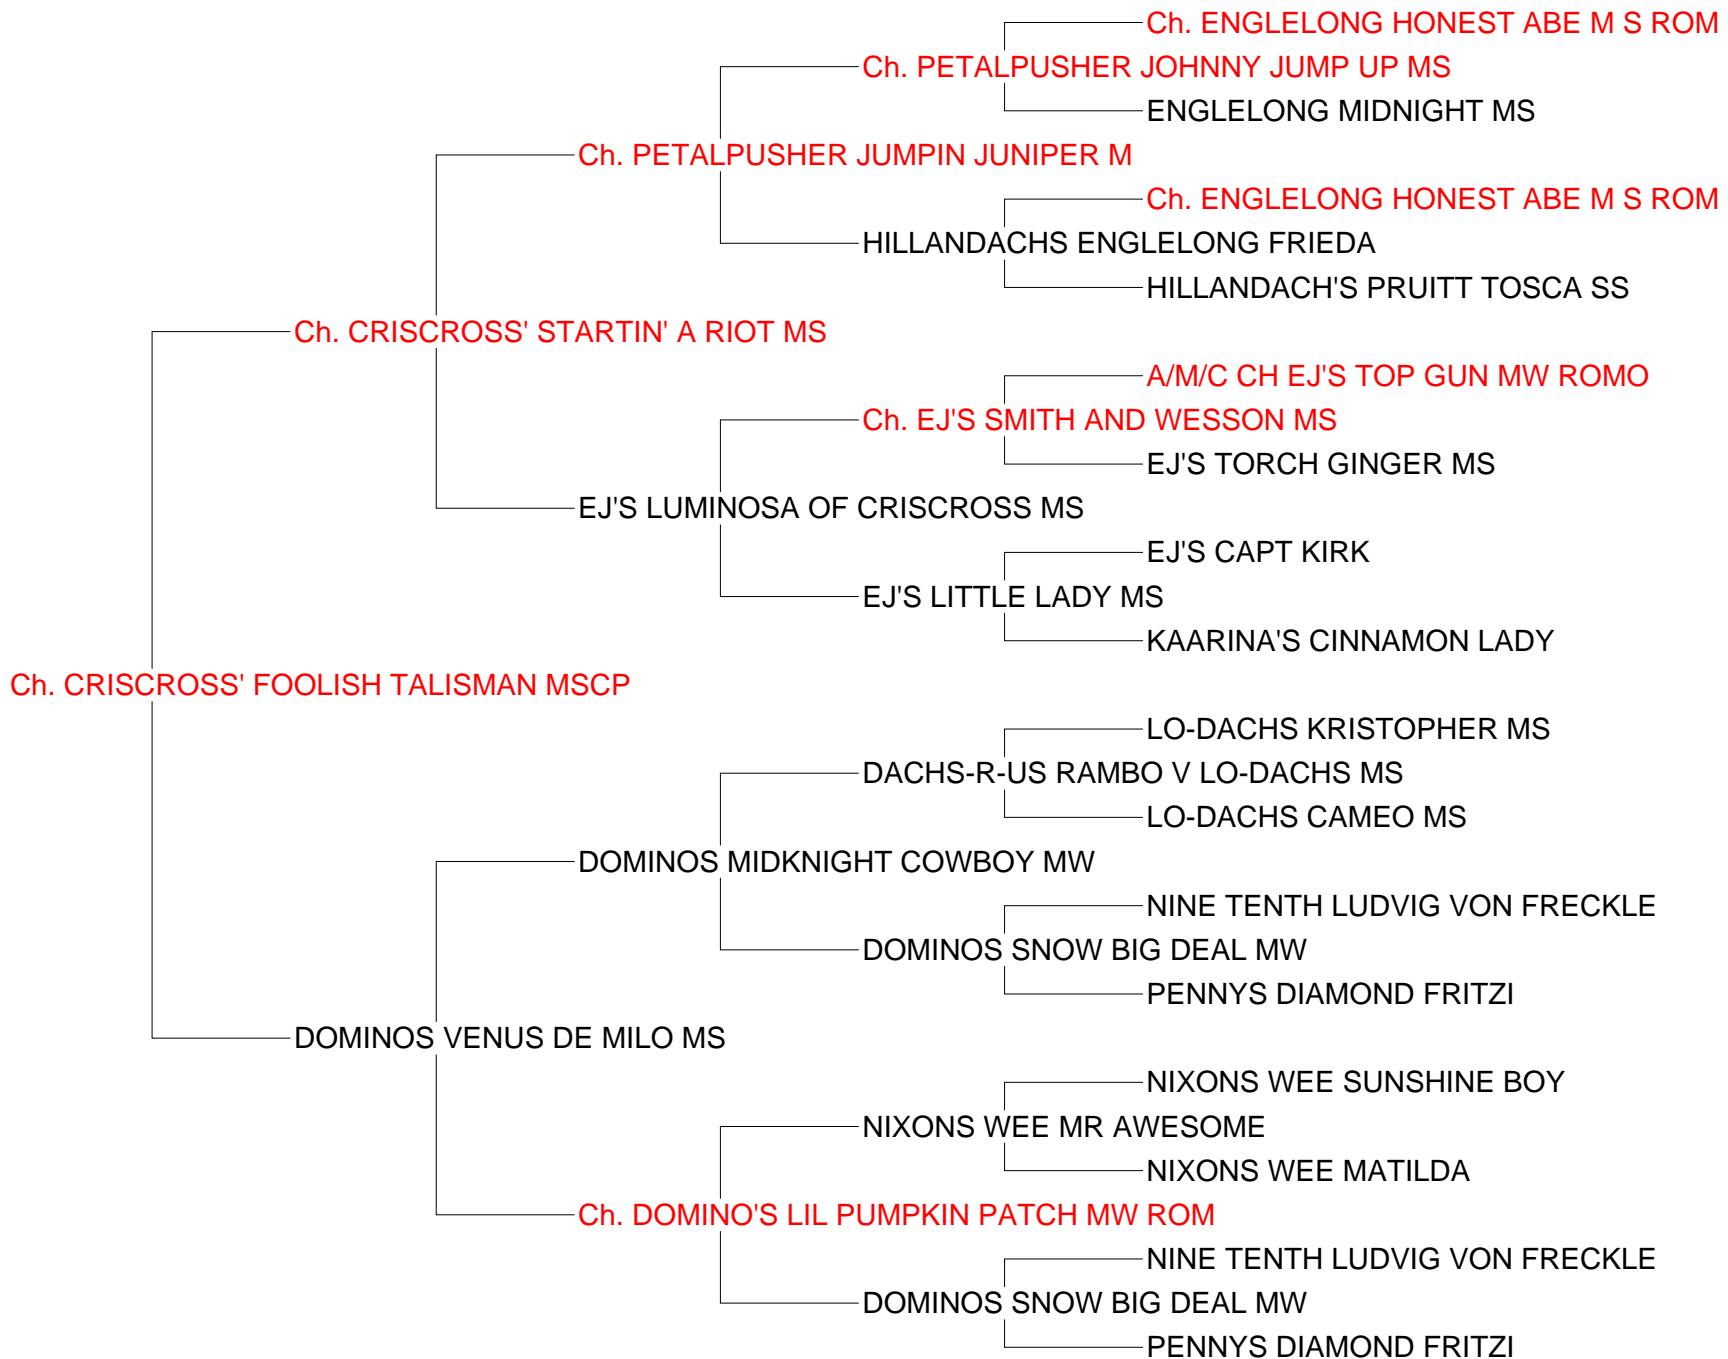 Ch. ENGLELONG HONEST ABE M S ROM
Ch. PETALPUSHER JOHNNY JUMP UP MS
ENGLELONG MIDNIGHT MS
Ch. PETALPUSHER JUMPIN JUNIPER M
Ch. ENGLELONG HONEST ABE M S ROM
HILLANDACHS ENGLELONG FRIEDA
HILLANDACH'S PRUITT TOSCA SS
Ch. CRISCROSS' STARTIN' A RIOT MS
A/M/C CH EJ'S TOP GUN MW ROMO
Ch. EJ'S SMITH AND WESSON MS
EJ'S TORCH GINGER MS
EJ'S LUMINOSA OF CRISCROSS MS
EJ'S CAPT KIRK
EJ'S LITTLE LADY MS
KAARINA'S CINNAMON LADY
Ch. CRISCROSS' FOOLISH TALISMAN MSCP
LO-DACHS KRISTOPHER MS
DACHS-R-US RAMBO V LO-DACHS MS
LO-DACHS CAMEO MS
DOMINOS MIDKNIGHT COWBOY MW
NINE TENTH LUDVIG VON FRECKLE
DOMINOS SNOW BIG DEAL MW
PENNYS DIAMOND FRITZI
DOMINOS VENUS DE MILO MS
NIXONS WEE SUNSHINE BOY
NIXONS WEE MR AWESOME
NIXONS WEE MATILDA
Ch. DOMINO'S LIL PUMPKIN PATCH MW ROM
NINE TENTH LUDVIG VON FRECKLE
DOMINOS SNOW BIG DEAL MW
PENNYS DIAMOND FRITZI